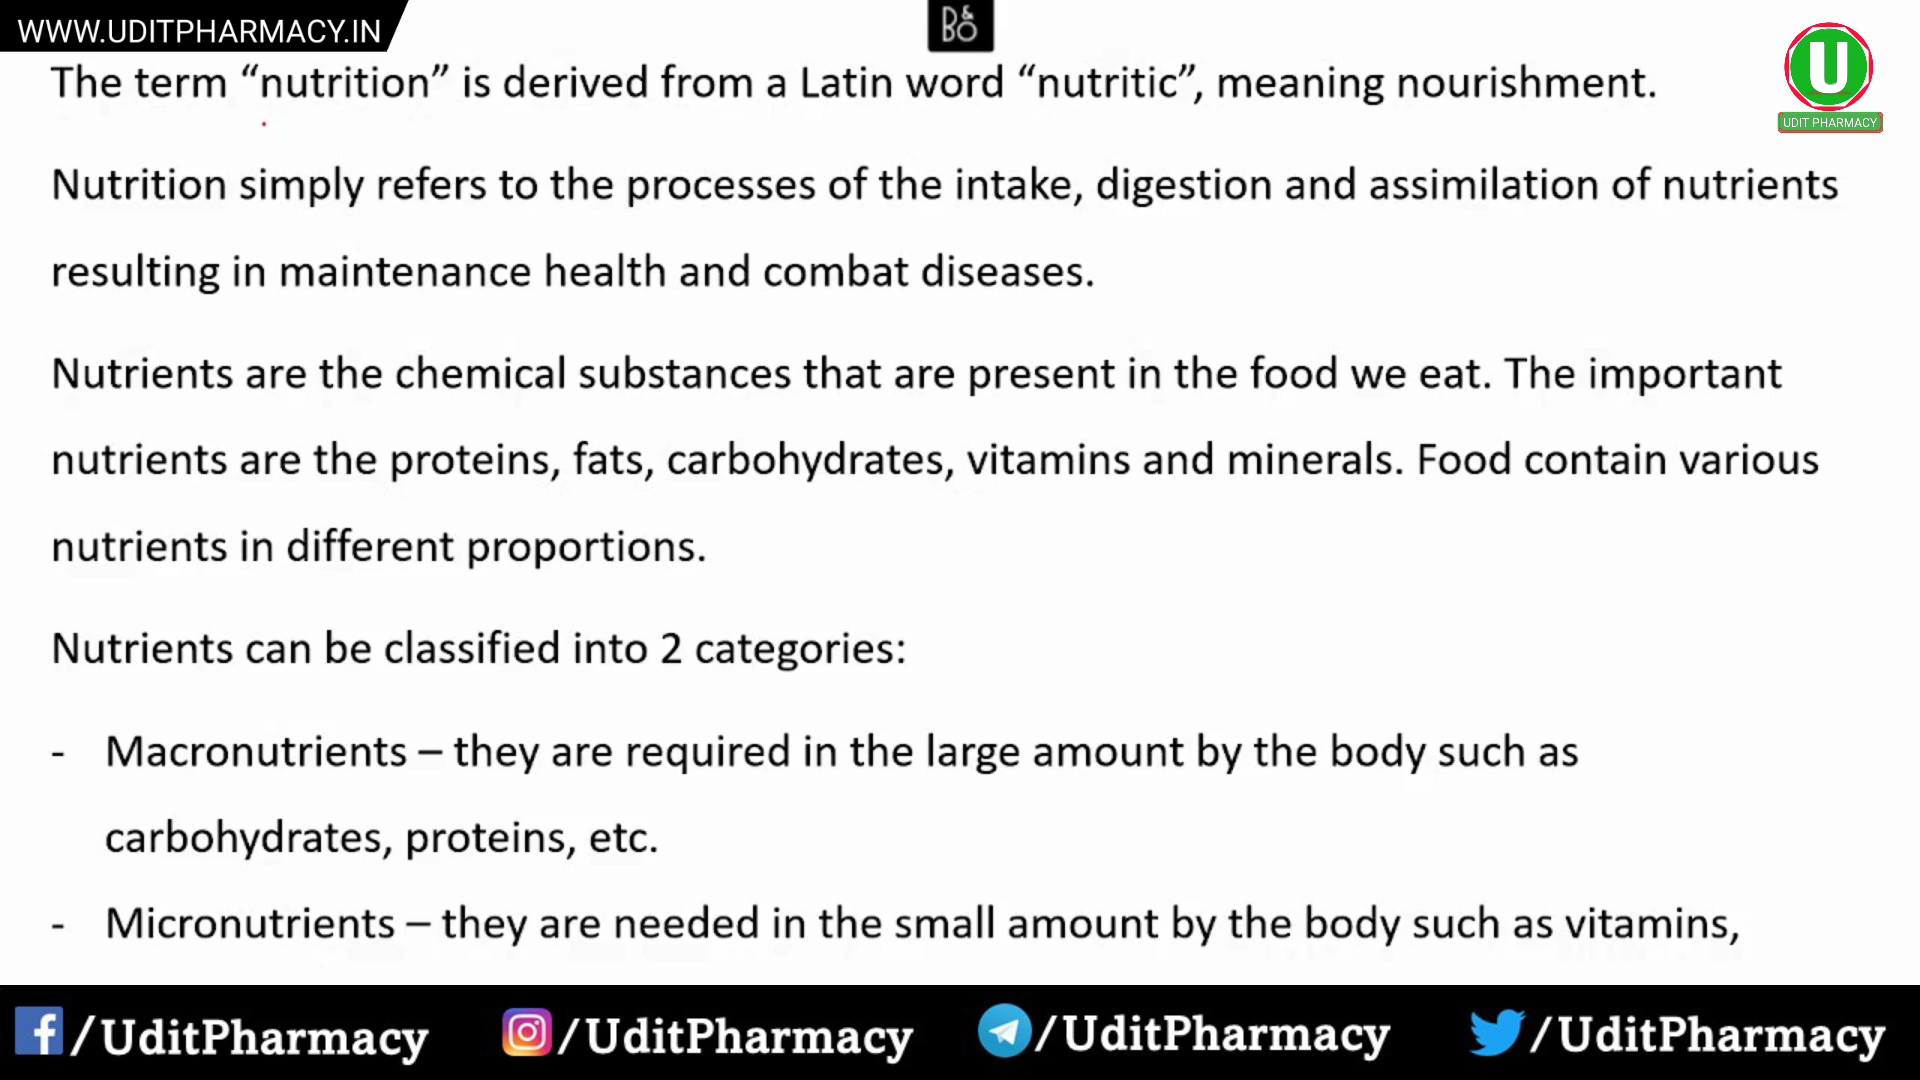 WWW.UDITPHARMACY.IN
B&O
U
UDIT PHARMACY
The term “nutrition” is derived from a Latin word “nutritic”, meaning nourishment.
Nutrition simply refers to the processes of the intake, digestion and assimilation of nutrients
resulting in maintenance health and combat diseases.
Nutrients are the chemical substances that are present in the food we eat. The important
nutrients are the proteins, fats, carbohydrates, vitamins and minerals. Food contain various
nutrients in different proportions.
Nutrients can be classified into 2 categories:
- Macronutrients – they are required in the large amount by the body such as
carbohydrates, proteins, etc.
- Micronutrients – they are needed in the small amount by the body such as vitamins,
/UditPharmacy /UditPharmacy /UditPharmacy /UditPharmacy